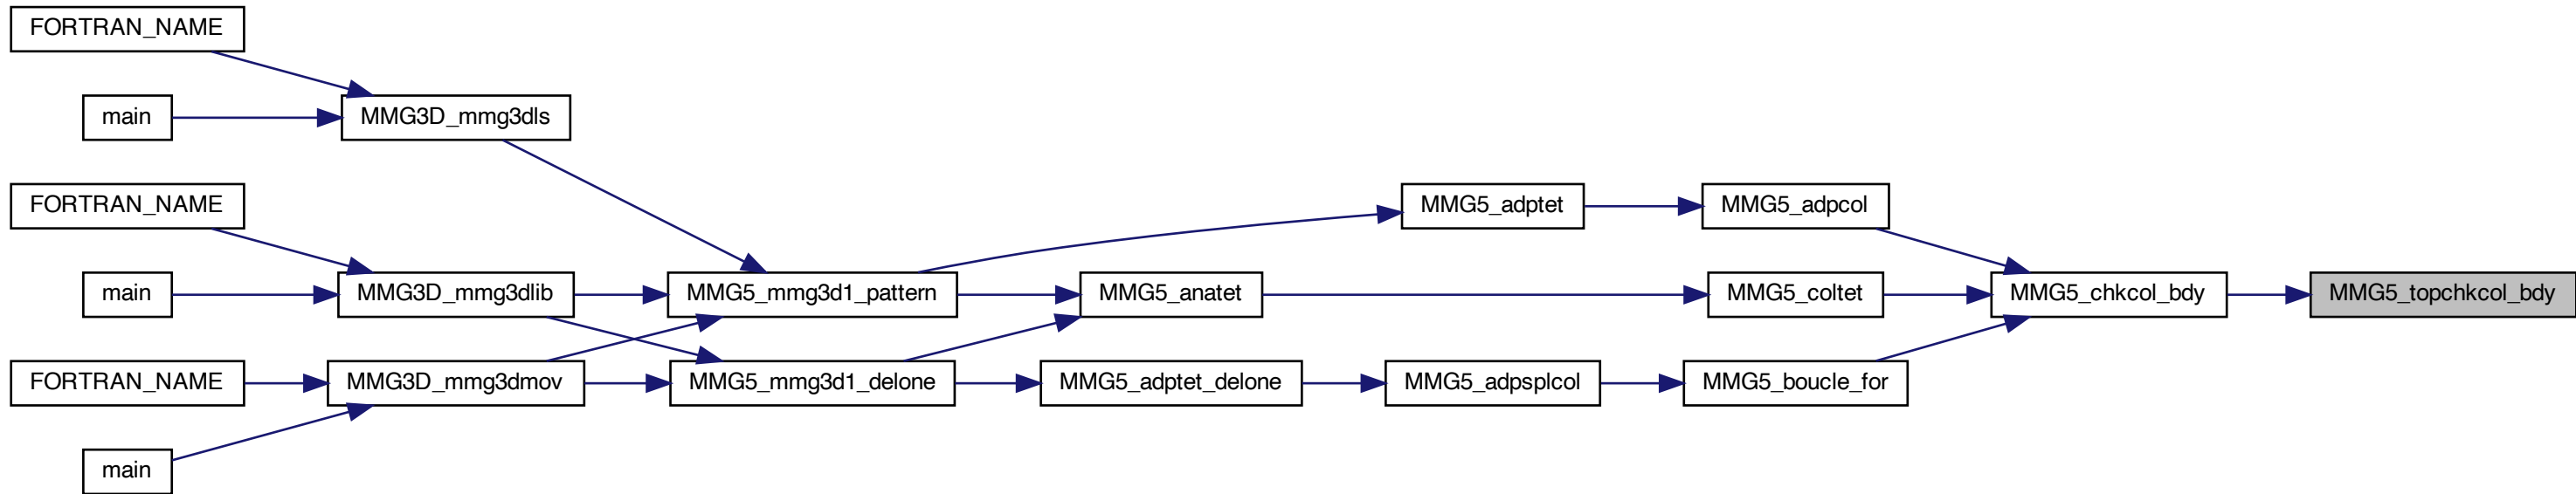 FORTRAN_NAME
main
MMG3D_mmg3dls
FORTRAN_NAME
MMG5_adptet
MMG5_adpcol
main
MMG3D_mmg3dlib
MMG5_mmg3d1_pattern
MMG5_anatet
MMG5_coltet
MMG5_chkcol_bdy
MMG5_topchkcol_bdy
FORTRAN_NAME
MMG3D_mmg3dmov
MMG5_mmg3d1_delone
MMG5_adptet_delone
MMG5_adpsplcol
MMG5_boucle_for
main